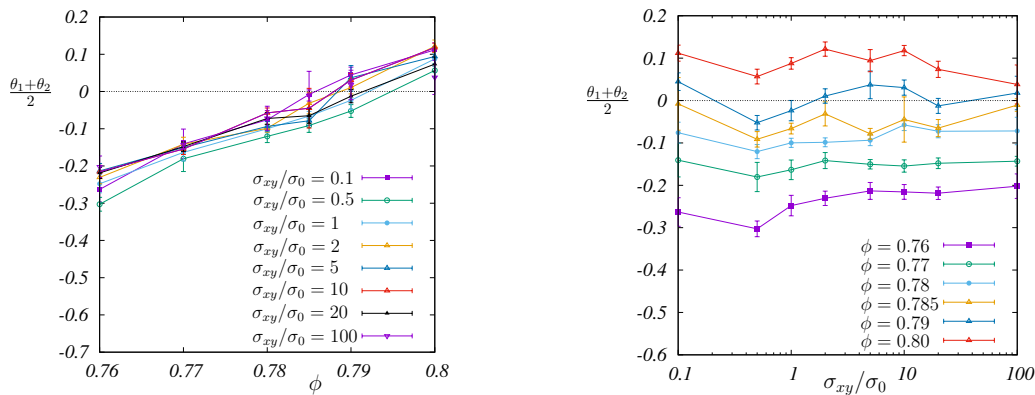 0.2
0.1
0
-0.1
-0.2
-0.3
-0.4
-0.5
-0.6
-0.7
θ₁+θ₂
2
σxy/σ₀ = 0.1
σxy/σ₀ = 0.5
σxy/σ₀ = 1
σxy/σ₀ = 2
σxy/σ₀ = 5
σxy/σ₀ = 10
σxy/σ₀ = 20
σxy/σ₀ = 100
0.76 0.77 0.78 0.79 0.8
ϕ
0.2
0.1
0
-0.1
-0.2
-0.3
-0.4
-0.5
-0.6
θ₁+θ₂
2
ϕ = 0.76
ϕ = 0.77
ϕ = 0.78
ϕ = 0.785
ϕ = 0.79
ϕ = 0.80
0.1 1 10 100
σxy/σ₀